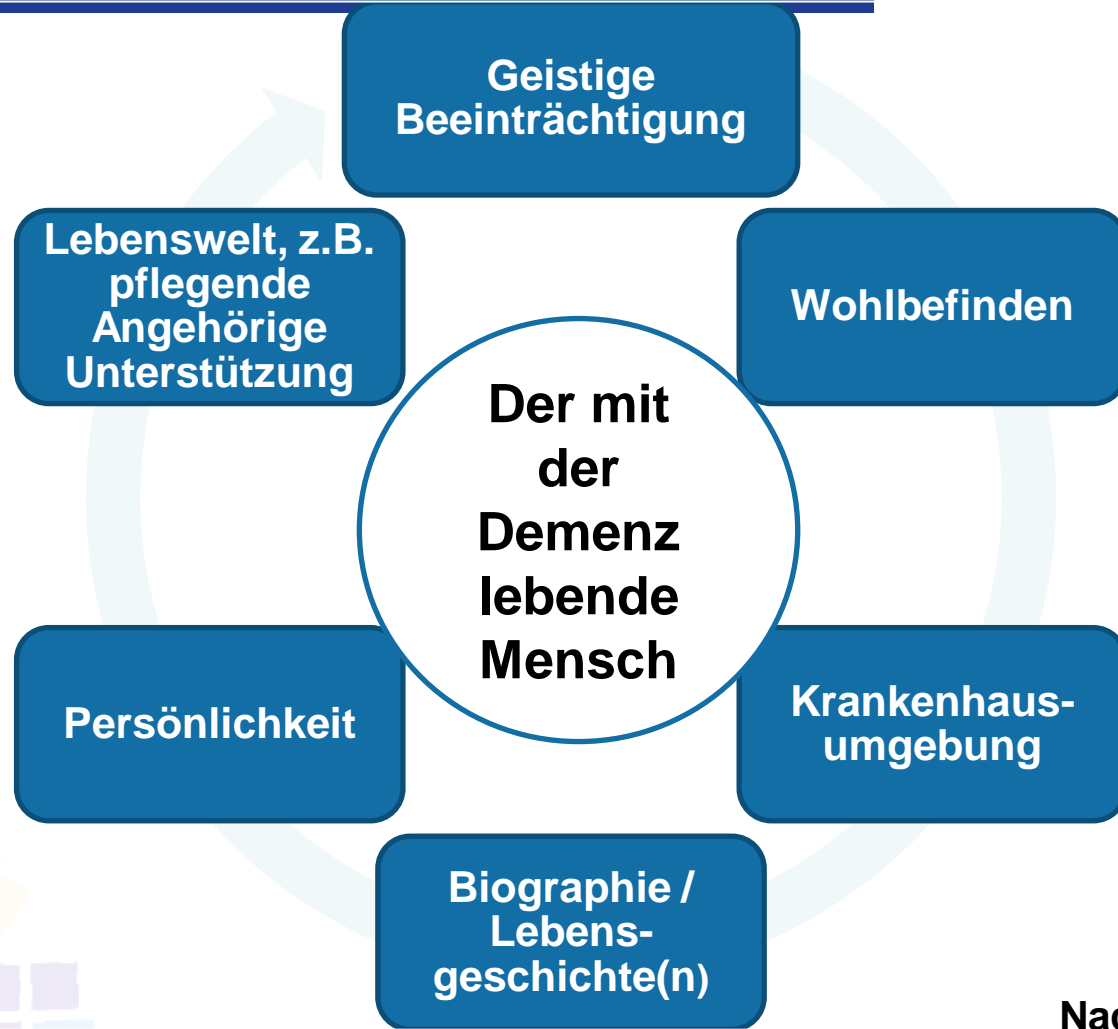 Geistige
Beeinträchtigung
Lebenswelt, z.B.
pflegende
Angehörige
Unterstützung
Wohlbefinden
Der mit
der
Demenz
lebende
Mensch
Persönlichkeit
Krankenhaus-
umgebung
Biographie /
Lebens-
geschichte(n)